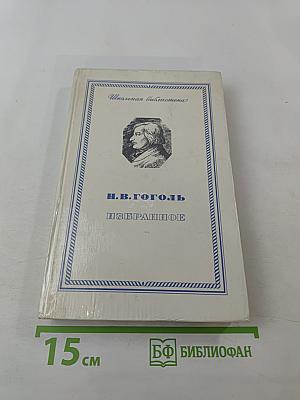 Школьная библиотека
Н.В.ГОГОЛЬ
ИЗБРАННОЕ
15 см
БФ БИБЛИОФАН